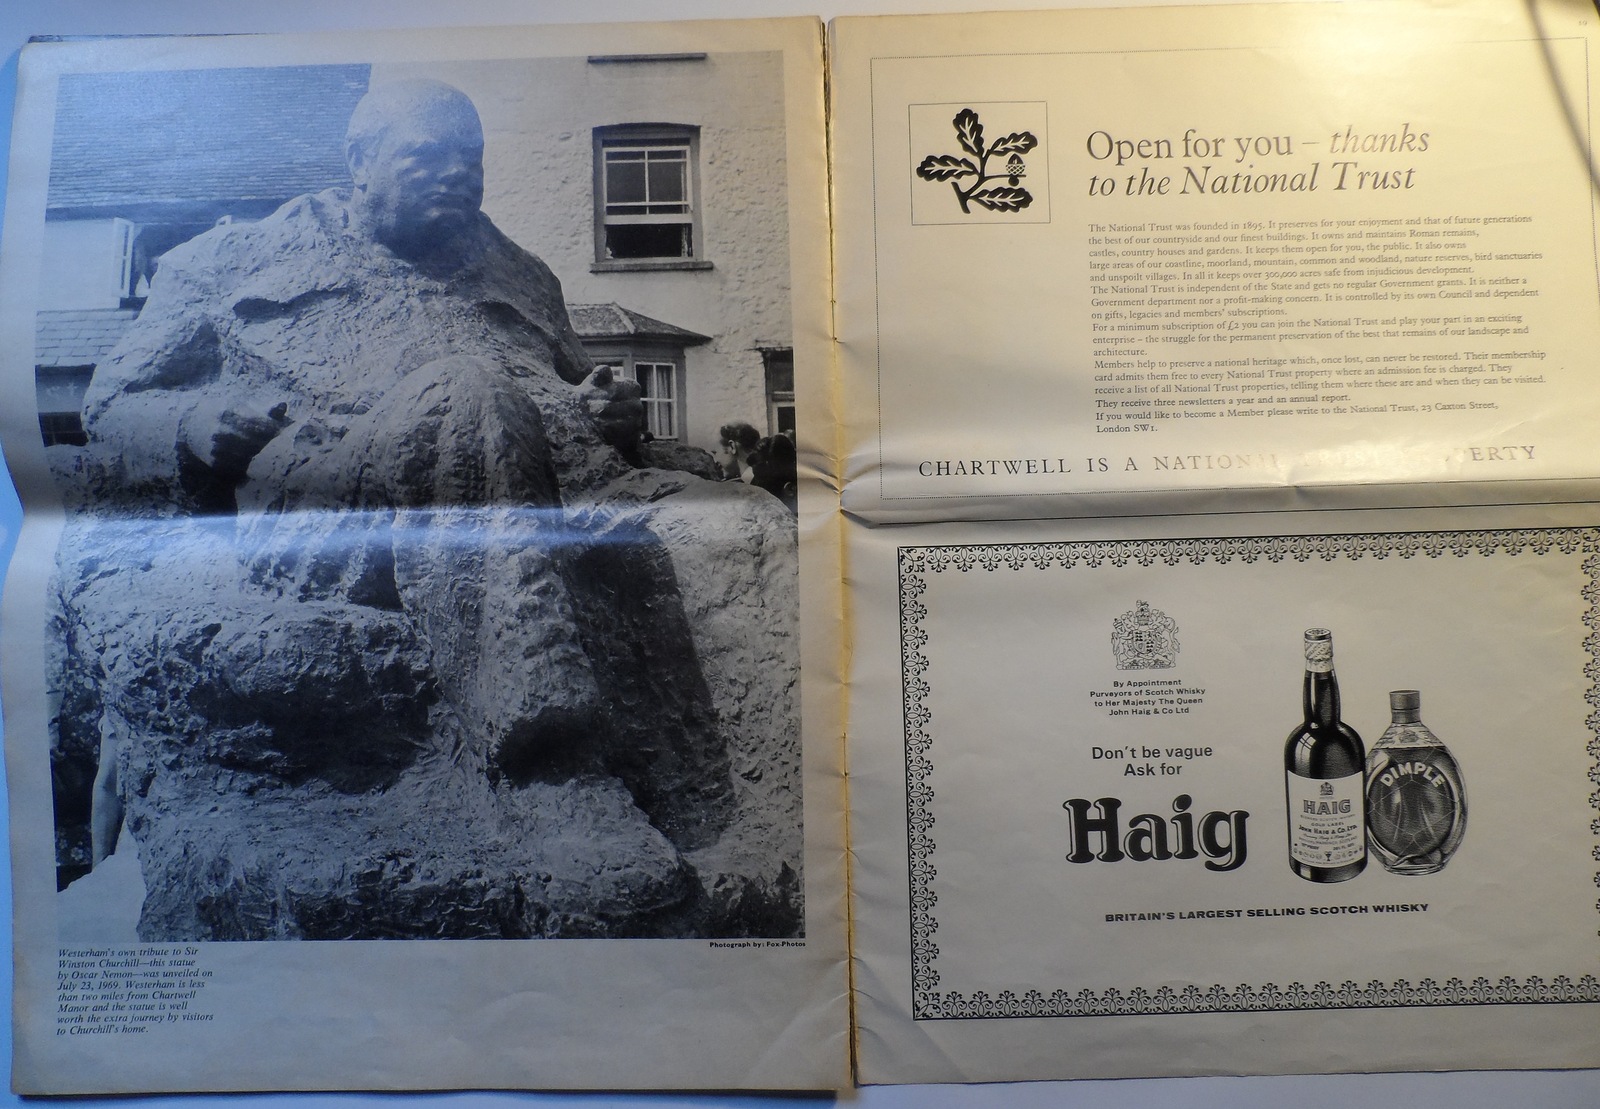 Westerham's own tribute to Sir
Winston Churchill—this statue
by Oscar Nemon—was unveiled on
July 23, 1969. Westerham is less
than two miles from Chartwell
Manor and the statue is well
worth the extra journey by visitors
to Churchill's home.
Photograph by: Fox-Photos
Open for you – thanks
to the National Trust
The National Trust was founded in 1895. It preserves for your enjoyment and that of future generations
the best of our countryside and our finest buildings. It owns and maintains Roman remains,
castles, country houses and gardens. It keeps them open for you, the public. It also owns
large areas of our coastline, moorland, mountain, common and woodland, nature reserves, bird sanctuaries
and unspoilt villages. In all it keeps over 300,000 acres safe from injudicious development.
The National Trust is independent of the State and gets no regular Government grants. It is neither a
Government department nor a profit-making concern. It is controlled by its own Council and dependent
on gifts, legacies and members' subscriptions.
For a minimum subscription of £2 you can join the National Trust and play your part in an exciting
enterprise – the struggle for the permanent preservation of the best that remains of our landscape and
architecture.
Members help to preserve a national heritage which, once lost, can never be restored. Their membership
card admits them free to every National Trust property where an admission fee is charged. They
receive a list of all National Trust properties, telling them where these are and when they can be visited.
They receive three newsletters a year and an annual report.
If you would like to become a Member please write to the National Trust, 23 Caxton Street,
London SW1.
CHARTWELL IS A NATIONAL TRUST PROPERTY
By Appointment
Purveyors of Scotch Whisky
to Her Majesty The Queen
John Haig & Co Ltd
Don't be vague
Ask for
Haig
HAIG
GOLD LABEL
JOHN HAIG & CO. LTD.
DIMPLE
BRITAIN'S LARGEST SELLING SCOTCH WHISKY